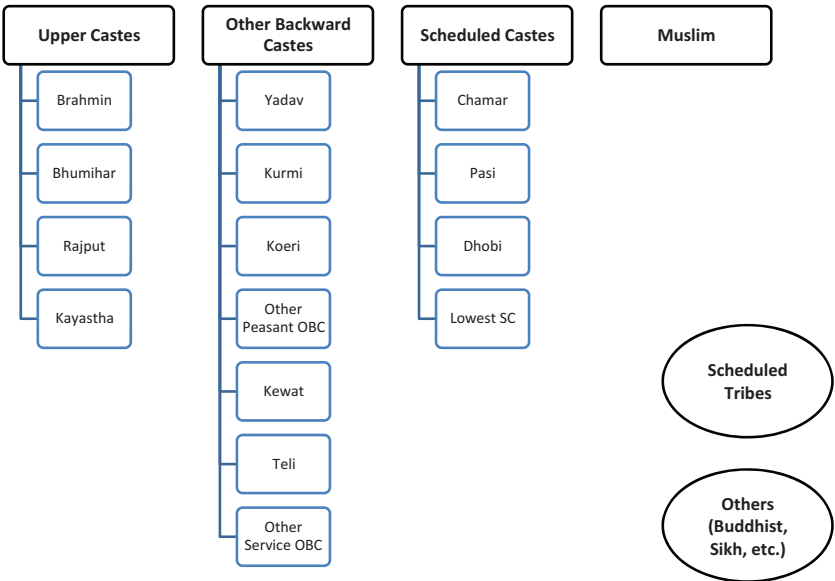 Upper Castes
Brahmin
Bhumihar
Rajput
Kayastha
Other Backward
Castes
Yadav
Kurmi
Koeri
Other
Peasant OBC
Kewat
Teli
Other
Service OBC
Scheduled Castes
Chamar
Pasi
Dhobi
Lowest SC
Muslim
Scheduled
Tribes
Others
(Buddhist,
Sikh, etc.)